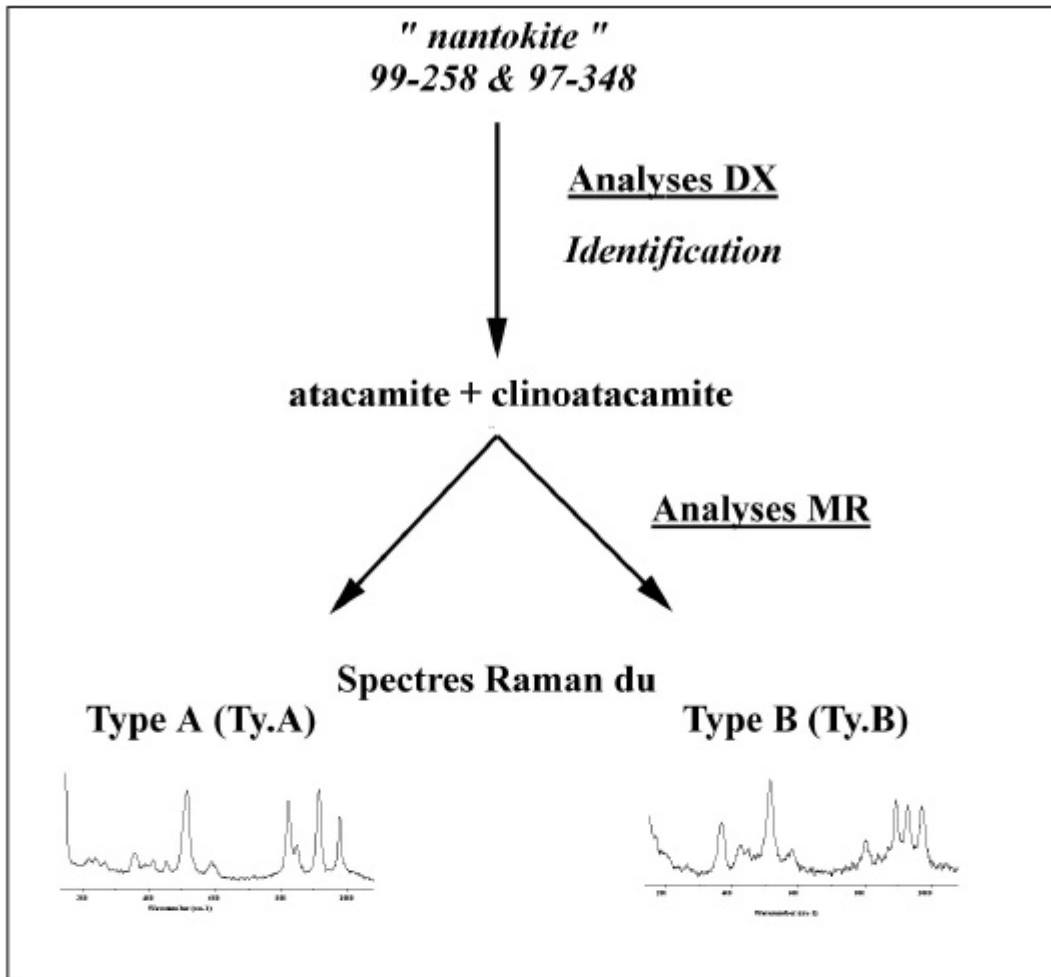 " nantokite "
99-258 & 97-348
Analyses DX
Identification
atacamite + clinoatacamite
Analyses MR
Spectres Raman du
Type A (Ty.A)
Type B (Ty.B)